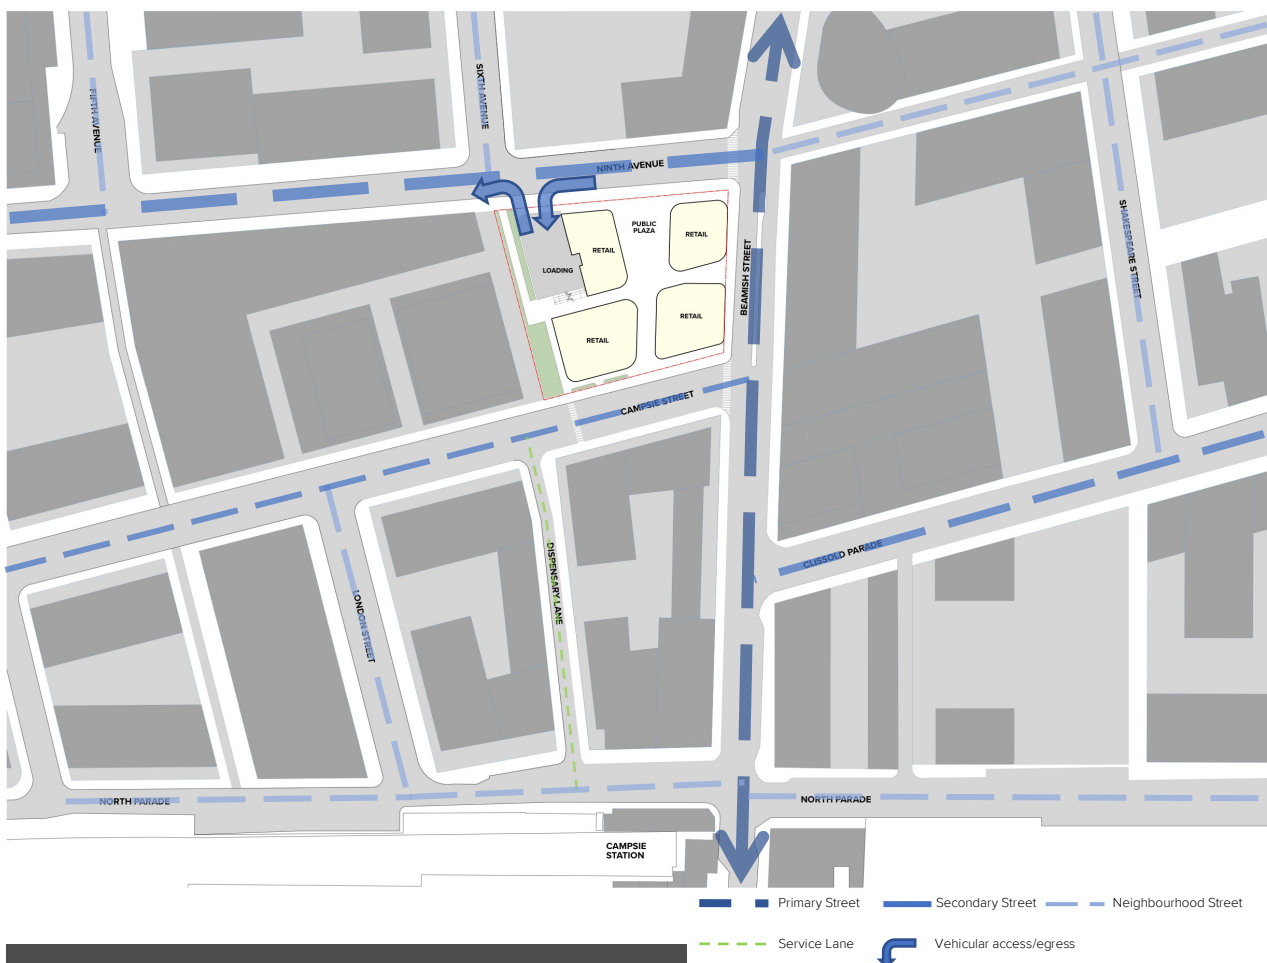 FIFTH AVENUE
SIXTH AVENUE
NINTH AVENUE
PUBLIC
PLAZA
RETAIL
RETAIL
LOADING
RETAIL
RETAIL
BEAMISH STREET
SHAKESPEARE STREET
CAMPSIE STREET
CLISSOLD PARADE
DISPENSARY LANE
LONDON STREET
NORTH PARADE
NORTH PARADE
CAMPSIE
STATION
Primary Street
Secondary Street
Neighbourhood Street
Service Lane
Vehicular access/egress